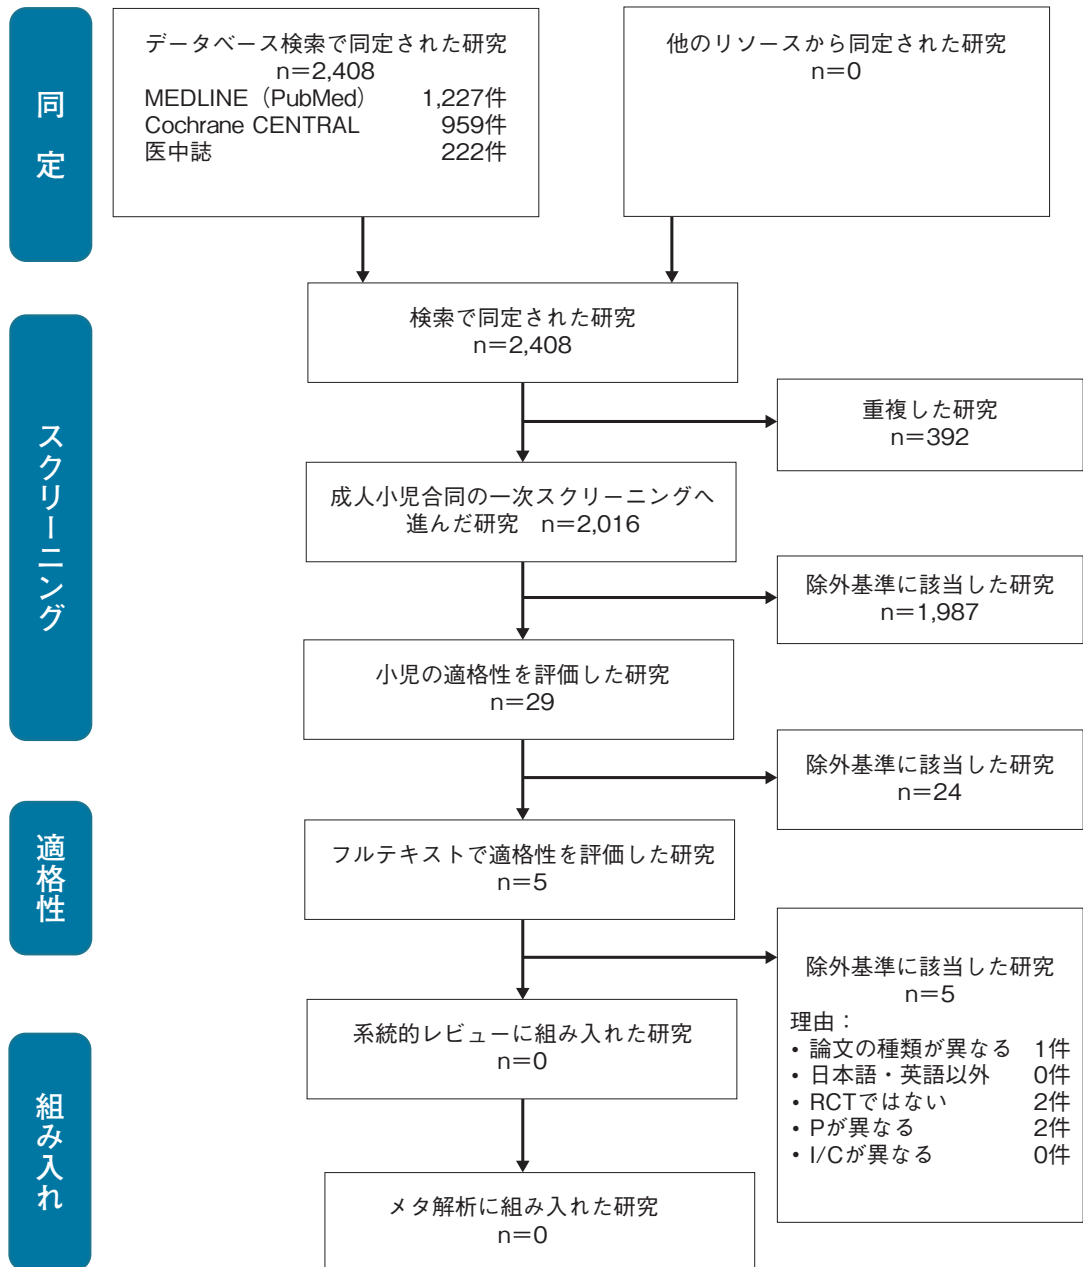 同定
データベース検索で同定された研究
n＝2,408
MEDLINE（PubMed） 1,227件
Cochrane CENTRAL 959件
医中誌 222件
他のリソースから同定された研究
n＝0
スクリーニング
検索で同定された研究
n＝2,408
重複した研究
n＝392
成人小児合同の一次スクリーニングへ
進んだ研究 n＝2,016
除外基準に該当した研究
n＝1,987
小児の適格性を評価した研究
n＝29
除外基準に該当した研究
n＝24
適格性
フルテキストで適格性を評価した研究
n＝5
除外基準に該当した研究
n＝5
理由：
• 論文の種類が異なる 1件
• 日本語・英語以外 0件
• RCTではない 2件
• Pが異なる 2件
• I/Cが異なる 0件
組み入れ
系統的レビューに組み入れた研究
n＝0
メタ解析に組み入れた研究
n＝0